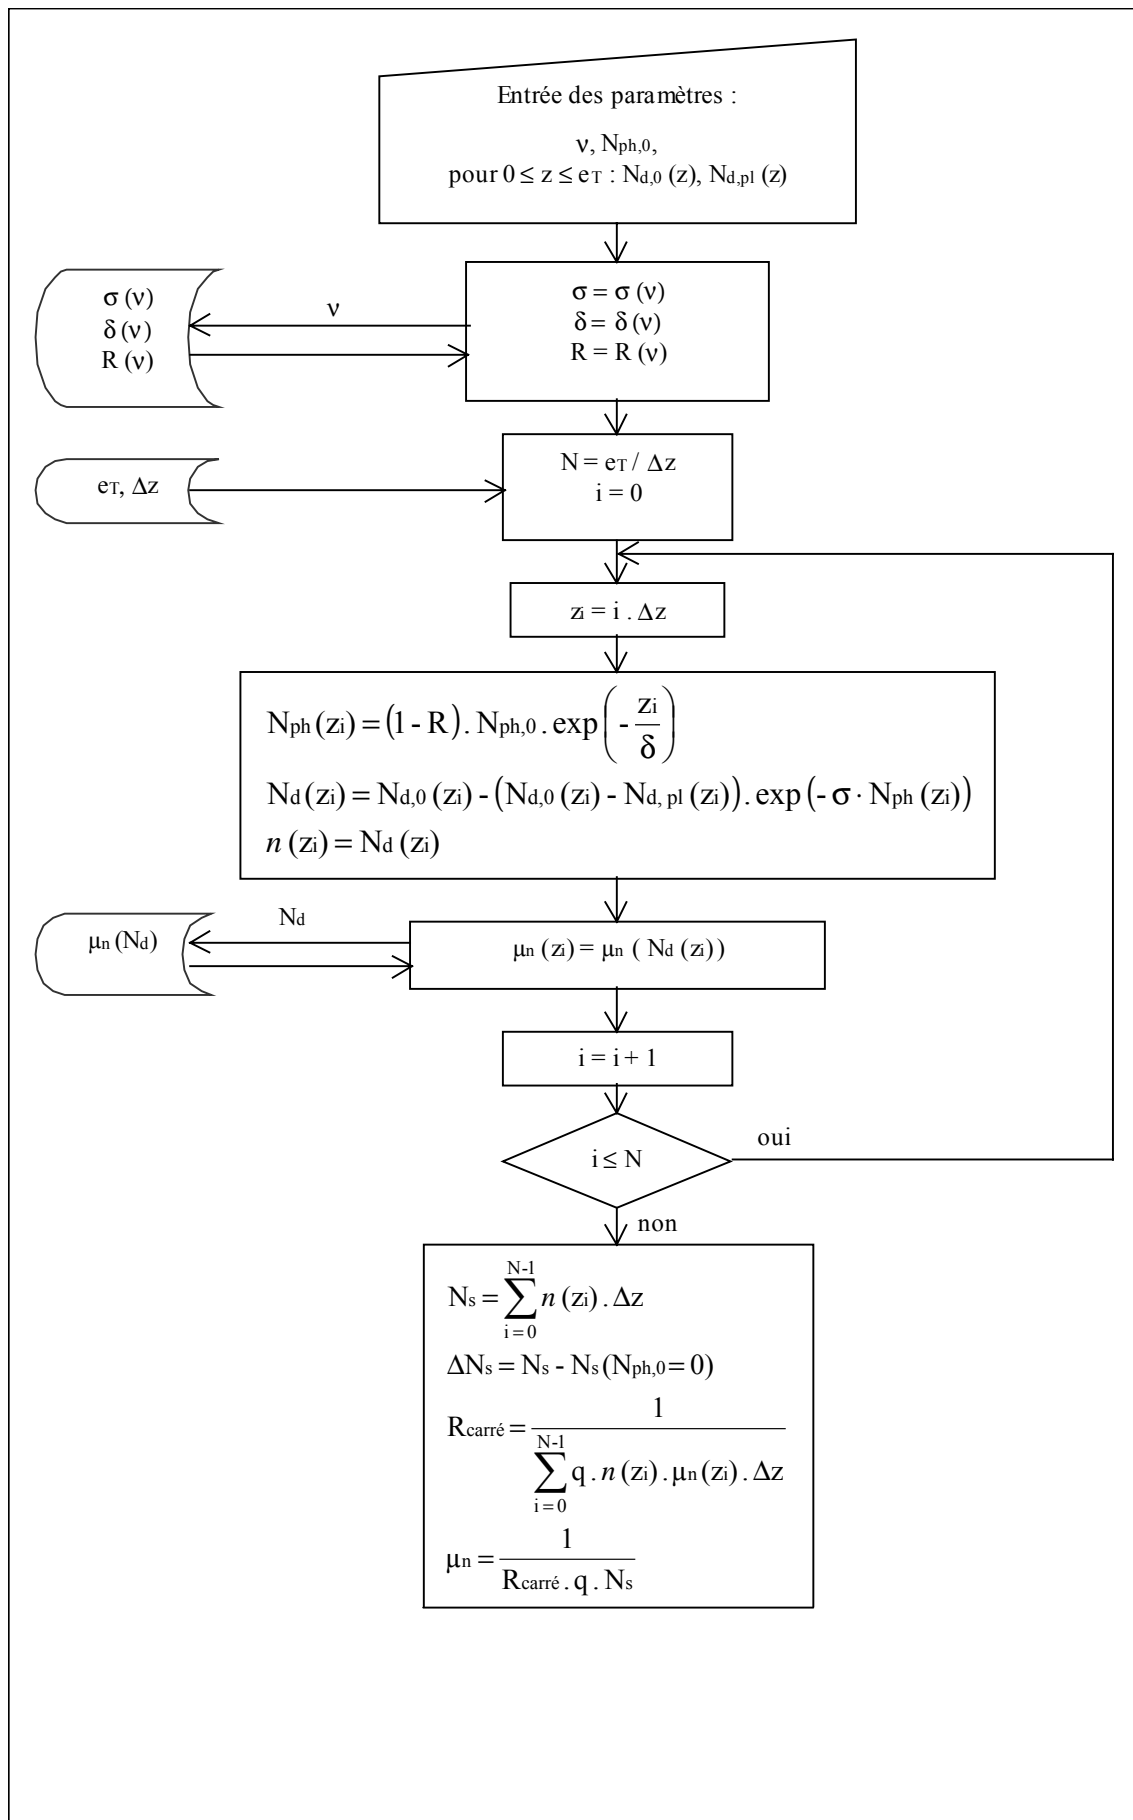 Entrée des paramètres :
ν, Nph,0,
pour 0 ≤ z ≤ eT : Nd,0 (z), Nd,pl (z)
σ (ν)
δ (ν)
R (ν)
ν
σ = σ (ν)
δ = δ (ν)
R = R (ν)
eT, Δz
N = eT / Δz
i = 0
zi = i . Δz
Nph (zi) = (1 - R) . Nph,0 . exp ( - zi / δ )
Nd (zi) = Nd,0 (zi) - (Nd,0 (zi) - Nd, pl (zi)) . exp (- σ · Nph (zi))
n (zi) = Nd (zi)
μn (Nd)
Nd
μn (zi) = μn ( Nd (zi))
i = i + 1
i ≤ N
oui
non
Ns = ∑ i = 0 N-1 n (zi) . Δz
ΔNs = Ns - Ns (Nph,0 = 0)
Rcarré = 1 / ∑ i = 0 N-1 q . n (zi) . μn (zi) . Δz
μn = 1 / Rcarré . q . Ns